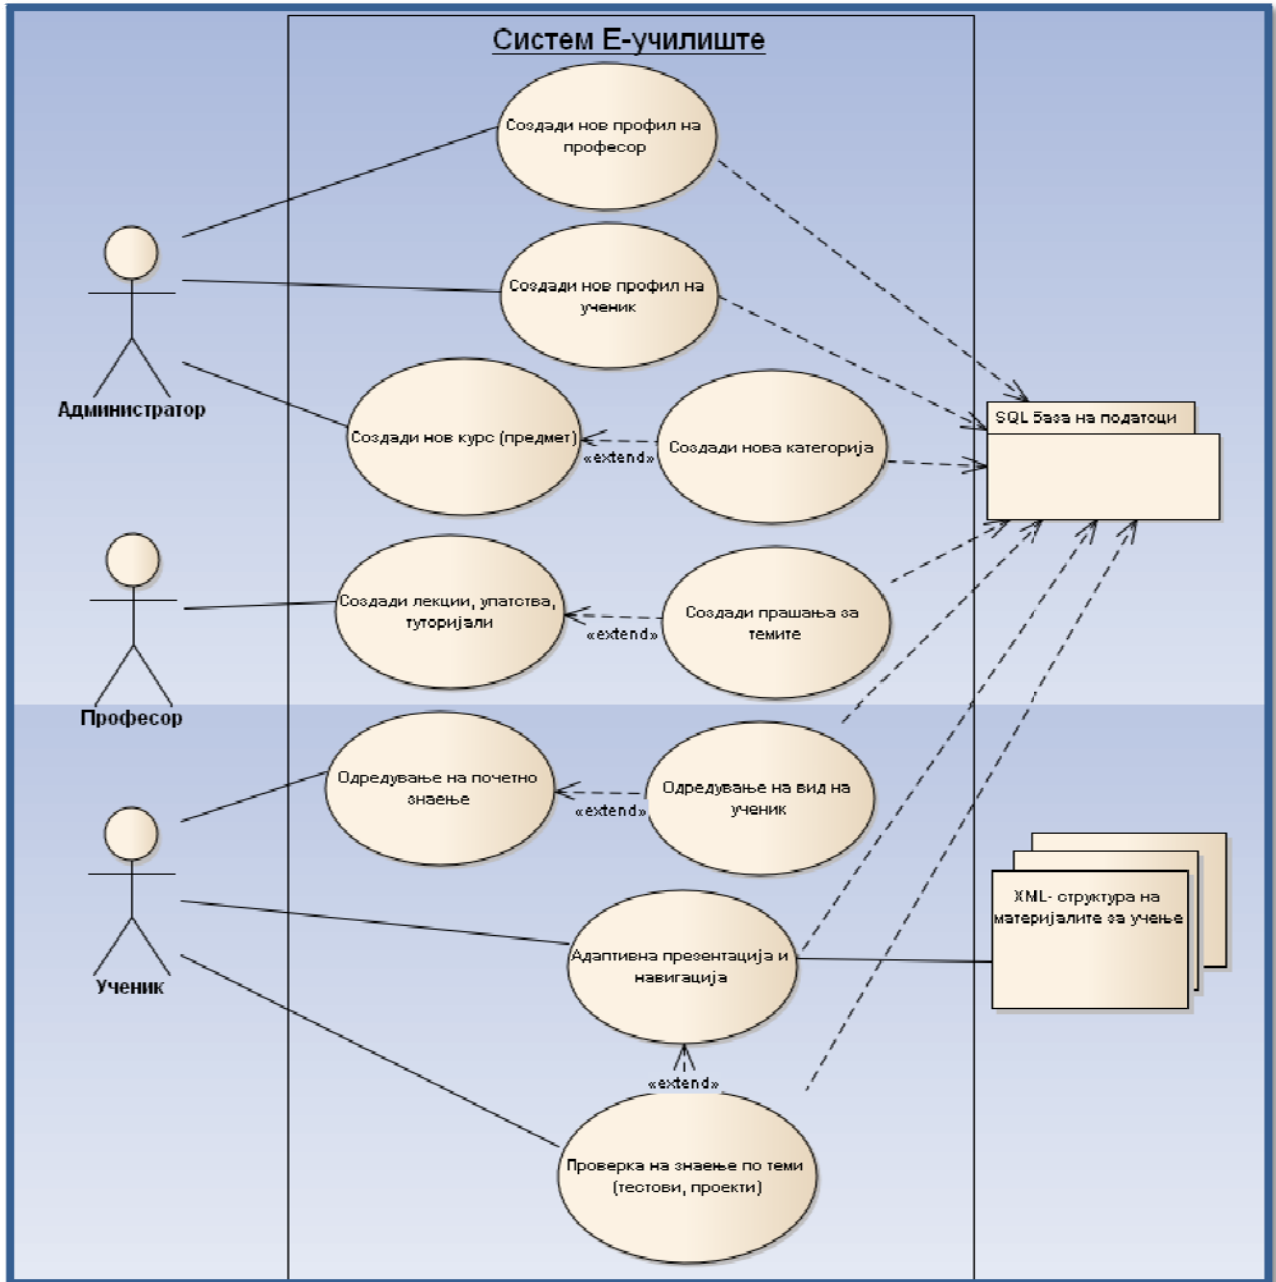 Систем Е-училиште
Создади нов профил на
професор
Создади нов профил на
ученик
Администратор
Создади нов курс (предмет)
«extend»
Создади нова категорија
SQL база на податоци
Професор
Создади лекции, упатства,
туторијали
«extend»
Создади прашања за
темите
Ученик
Одредување на почетно
знаење
«extend»
Одредување на вид на
ученик
Адаптивна презентација и
навигација
XML- структура на
материјалите за учење
«extend»
Проверка на знаење по теми
(тестови, проекти)